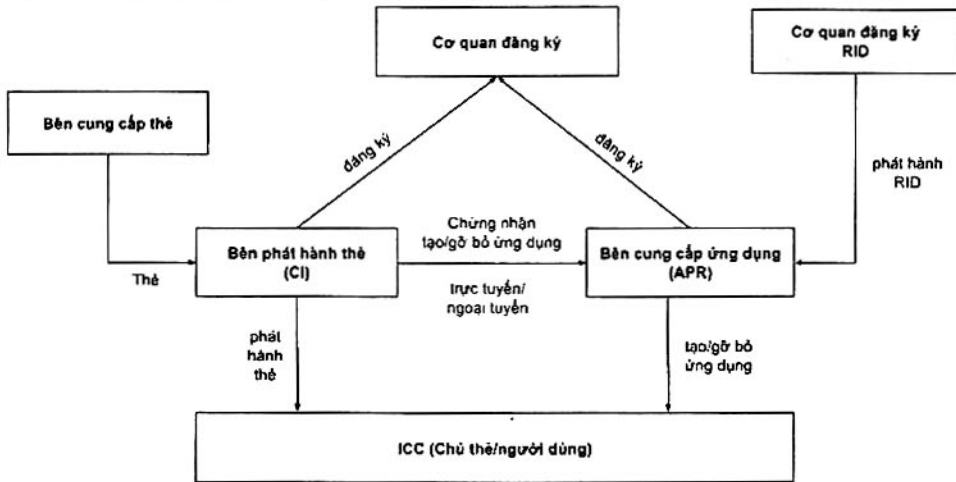 Cơ quan đăng ký
Cơ quan đăng ký
RID
Bên cung cấp thẻ
đăng ký
đăng ký
phát hành
RID
Chứng nhận
tạo/gỡ bỏ ứng dụng
Bên phát hành thẻ
(CI)
Bên cung cấp ứng dụng
(APR)
Thẻ
trực tuyến/
ngoại tuyến
phát
hành
thẻ
tạo/gỡ bỏ
ứng dụng
ICC (Chủ thẻ/người dùng)